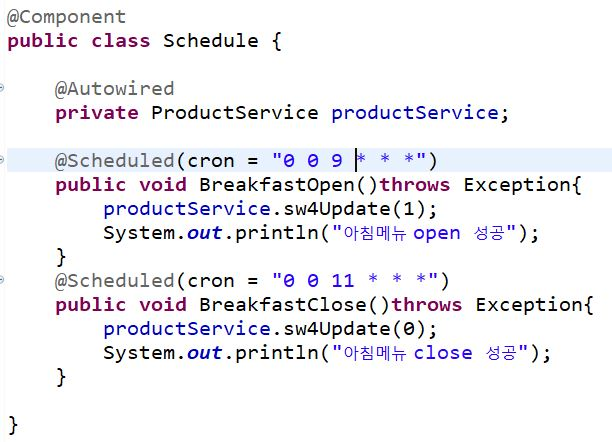 @Component
public class Schedule {
@Autowired
private ProductService productService;
@Scheduled(cron = "0 0 9 * * *")
public void BreakfastOpen()throws Exception{
productService.sw4Update(1);
System.out.println("아침메뉴 open 성공");
}
@Scheduled(cron = "0 0 11 * * *")
public void BreakfastClose()throws Exception{
productService.sw4Update(0);
System.out.println("아침메뉴 close 성공");
}
}